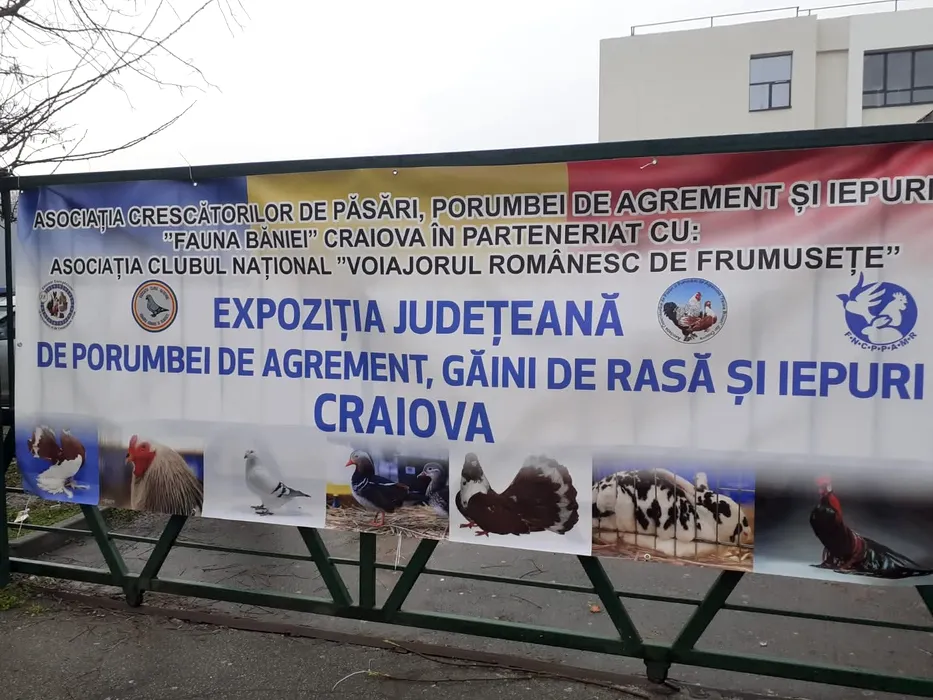 ASOCIAȚIA CRESCĂTORILOR DE PĂSĂRI, PORUMBEI DE AGREMENT ȘI IEPURI
"FAUNA BĂNIEI" CRAIOVA ÎN PARTENERIAT CU:
ASOCIAȚIA CLUBUL NAȚIONAL "VOIAJORUL ROMÂNESC DE FRUMUSEȚE"
EXPOZIȚIA JUDEȚEANĂ
F.N.C.P.P.A.M.R
DE PORUMBEI DE AGREMENT, GĂINI DE RASĂ ȘI IEPURI
CRAIOVA